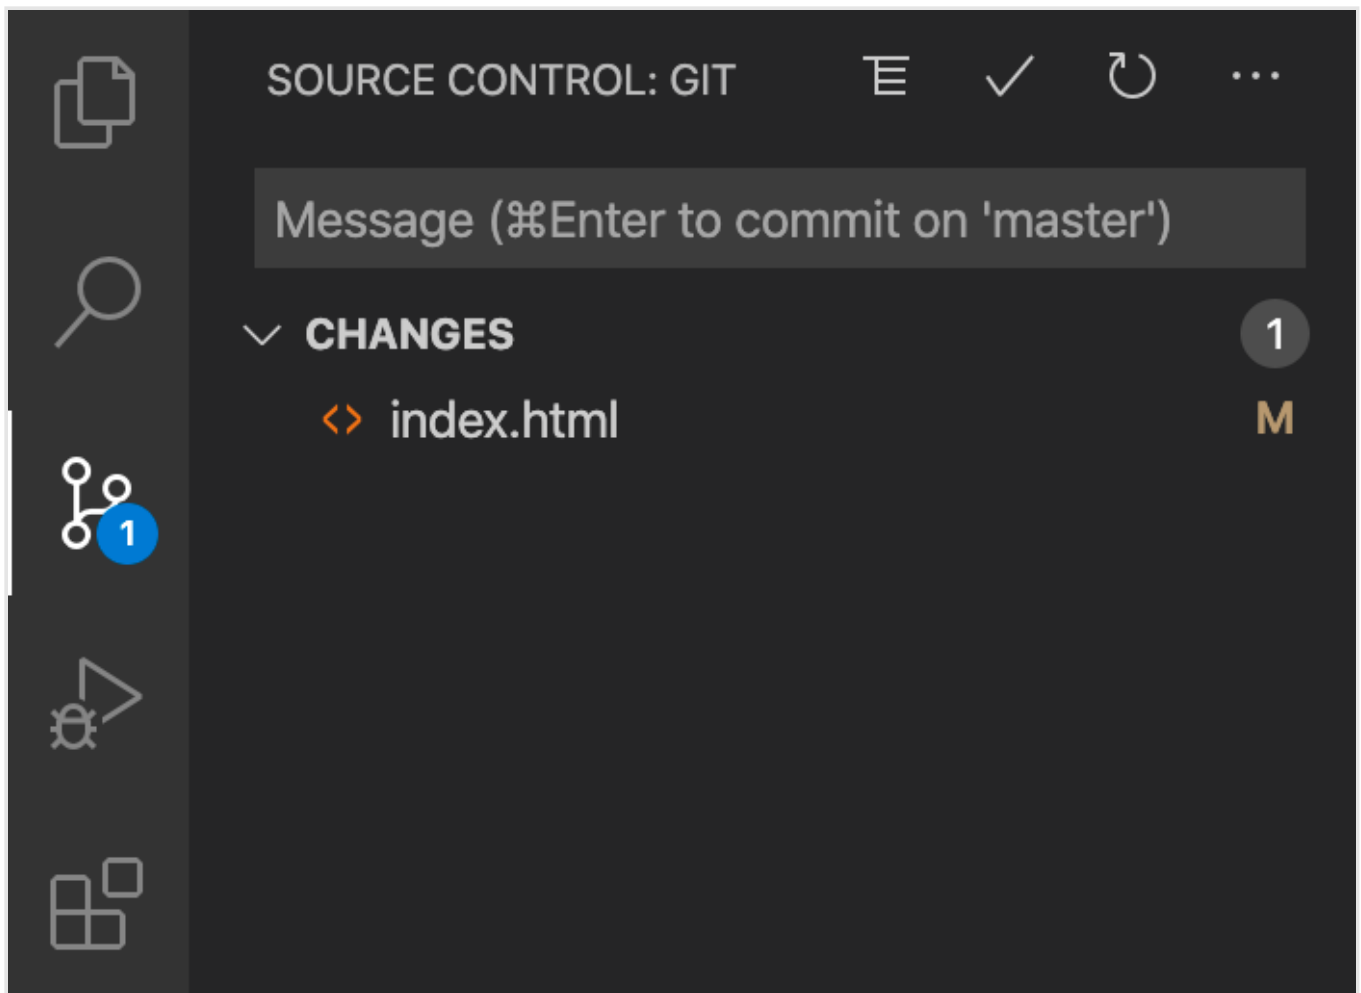 SOURCE CONTROL: GIT
Message (⌘Enter to commit on 'master')
CHANGES 1
index.html M
1